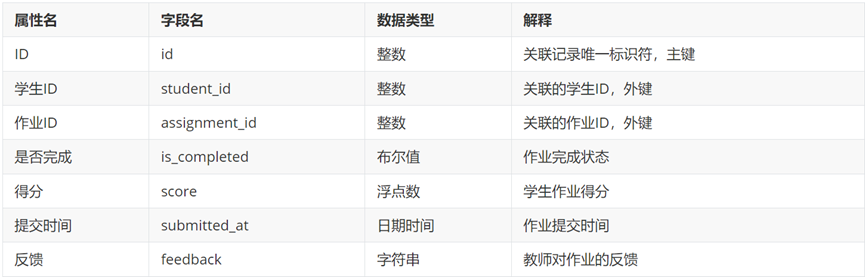 属性名 字段名 数据类型 解释
ID id 整数 关联记录唯一标识符，主键
学生ID student_id 整数 关联的学生ID，外键
作业ID assignment_id 整数 关联的作业ID，外键
是否完成 is_completed 布尔值 作业完成状态
得分 score 浮点数 学生作业得分
提交时间 submitted_at 日期时间 作业提交时间
反馈 feedback 字符串 教师对作业的反馈